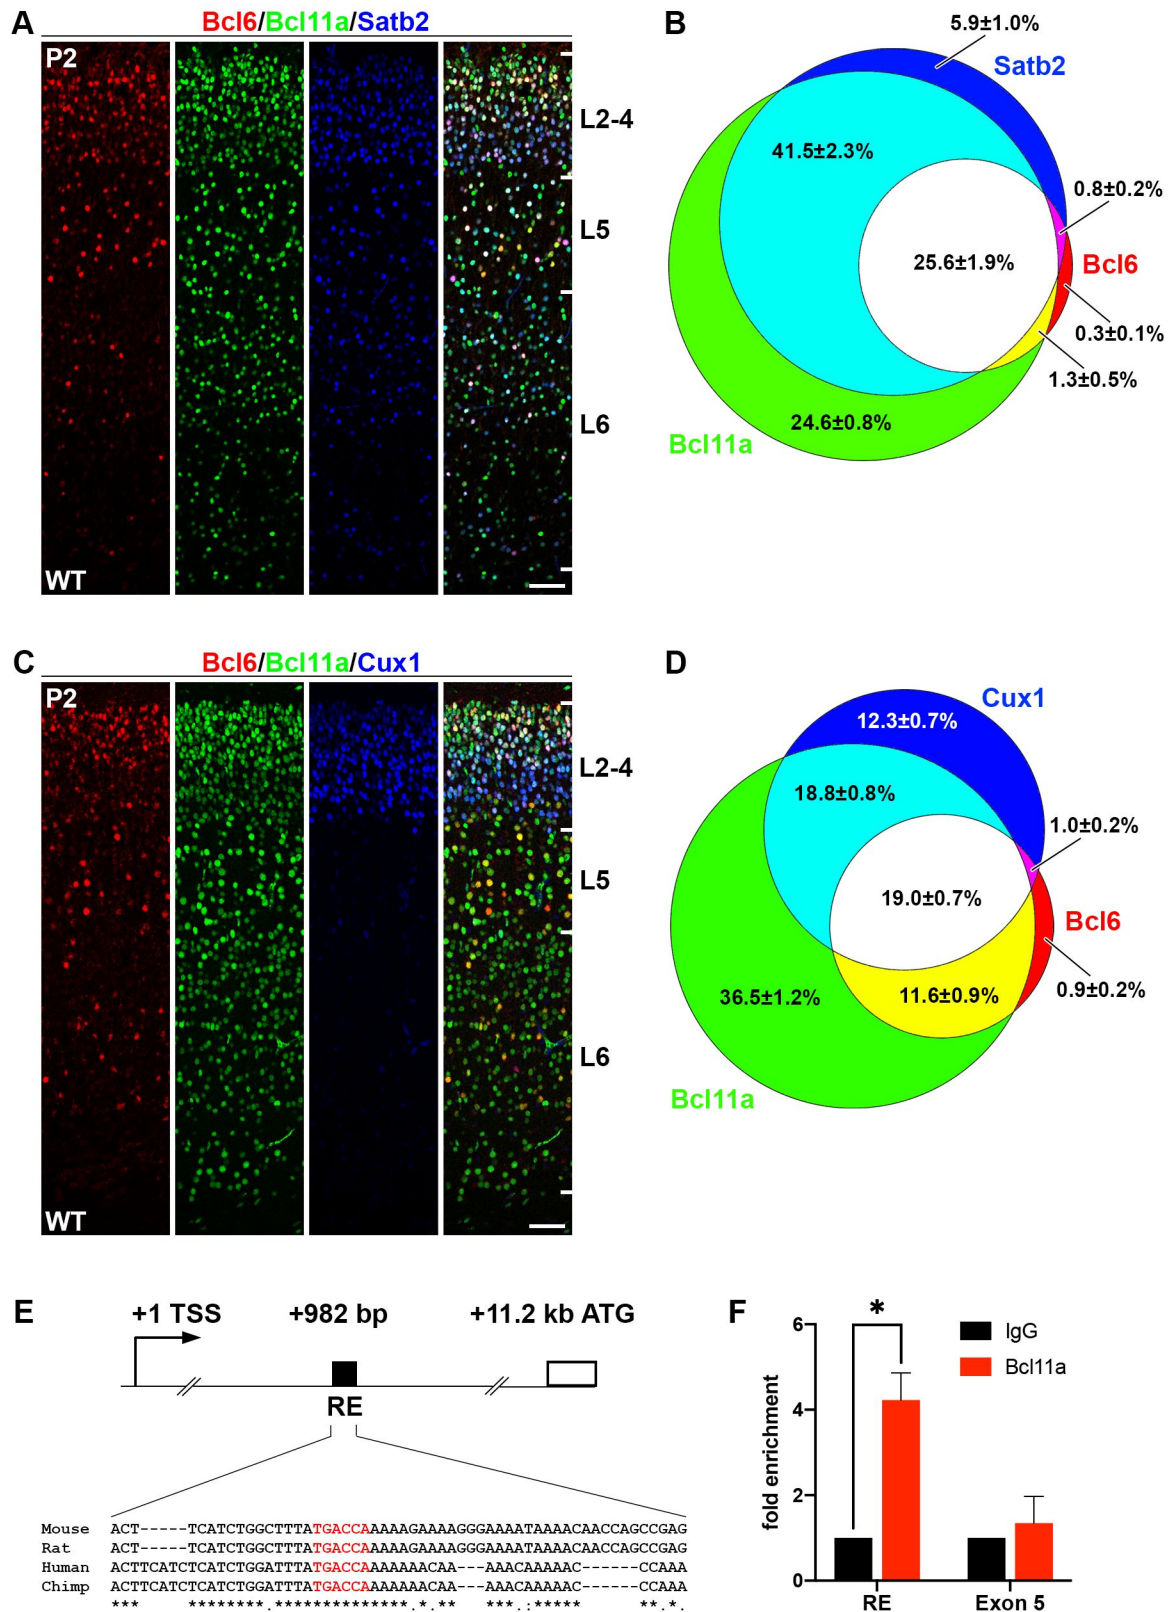 A
Bcl6/Bcl11a/Satb2
P2
WT
L2-4
L5
L6
B
5.9±1.0%
Satb2
41.5±2.3%
0.8±0.2%
25.6±1.9%
Bcl6
0.3±0.1%
1.3±0.5%
24.6±0.8%
Bcl11a
C
Bcl6/Bcl11a/Cux1
P2
WT
L2-4
L5
L6
D
Cux1
12.3±0.7%
18.8±0.8%
1.0±0.2%
19.0±0.7%
Bcl6
0.9±0.2%
36.5±1.2%
11.6±0.9%
Bcl11a
E
+1 TSS +982 bp +11.2 kb ATG
RE
Mouse ACT-----TCATCTGGCTTTATGACCAAAAAGAAAAGGGAAAATAAAACAACCAGCCGAG
Rat ACT-----TCATCTGGCTTTATGACCAAAAAGAAAAGGGAAAATAAAACAACCAGCCGAG
Human ACTTCATCTCATCTGGATTTATGACCAAAAAAACAA---AAACAAAAAC------CCAAA
Chimp ACTTCATCTCATCTGGATTTATGACCAAAAAAACAA---AAACAAAAAC------CCAAA
*** ********.**************.*.** **.:***** **.*.
F
*
IgG
Bcl11a
fold enrichment
6
4
2
0
RE Exon 5